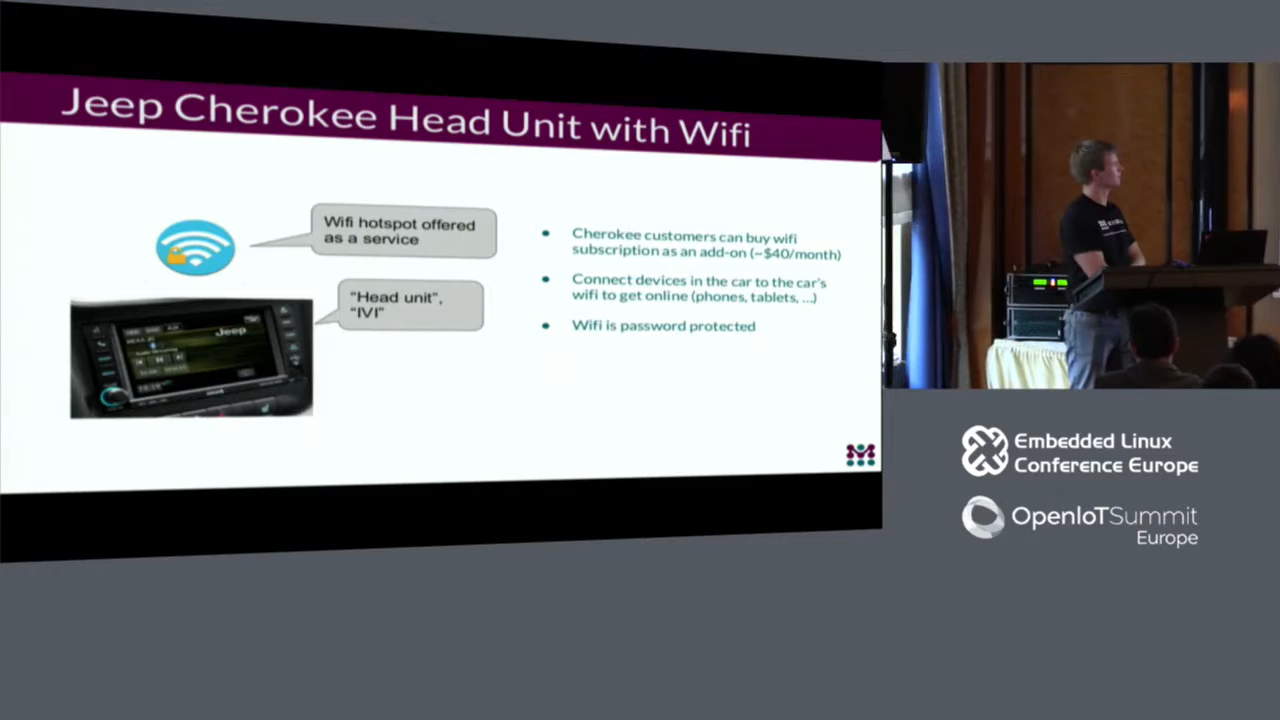 Jeep Cherokee Head Unit with Wifi
Wifi hotspot offered
as a service
"Head unit",
"IVI"
Jeep
Cherokee customers can buy wifi
subscription as an add-on (~$40/month)
Connect devices in the car to the car's
wifi to get online (phones, tablets, ...)
Wifi is password protected
Embedded Linux
Conference Europe
OpenIoTSummit
Europe